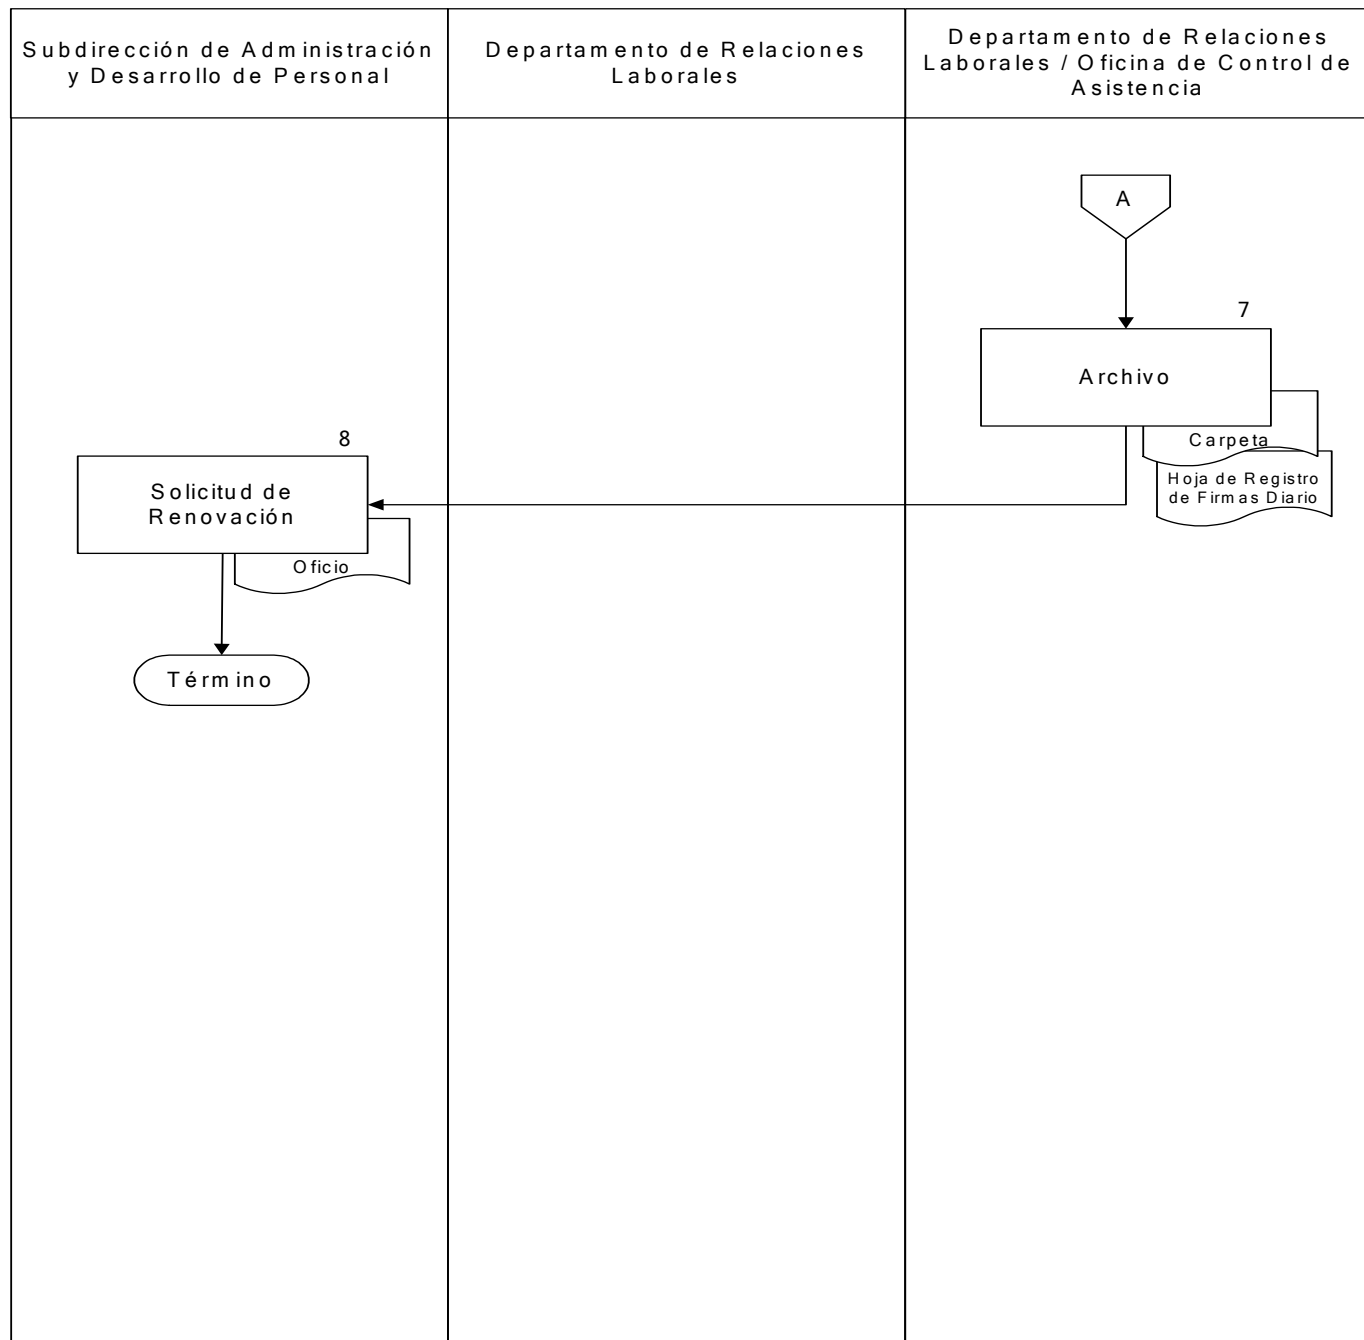 Subdirección de Administración
y Desarrollo de Personal
Departamento de Relaciones
Laborales
Departamento de Relaciones
Laborales / Oficina de Control de
Asistencia
A
7
Archivo
Carpeta
Hoja de Registro
de Firmas Diario
8
Solicitud de
Renovación
Oficio
Término